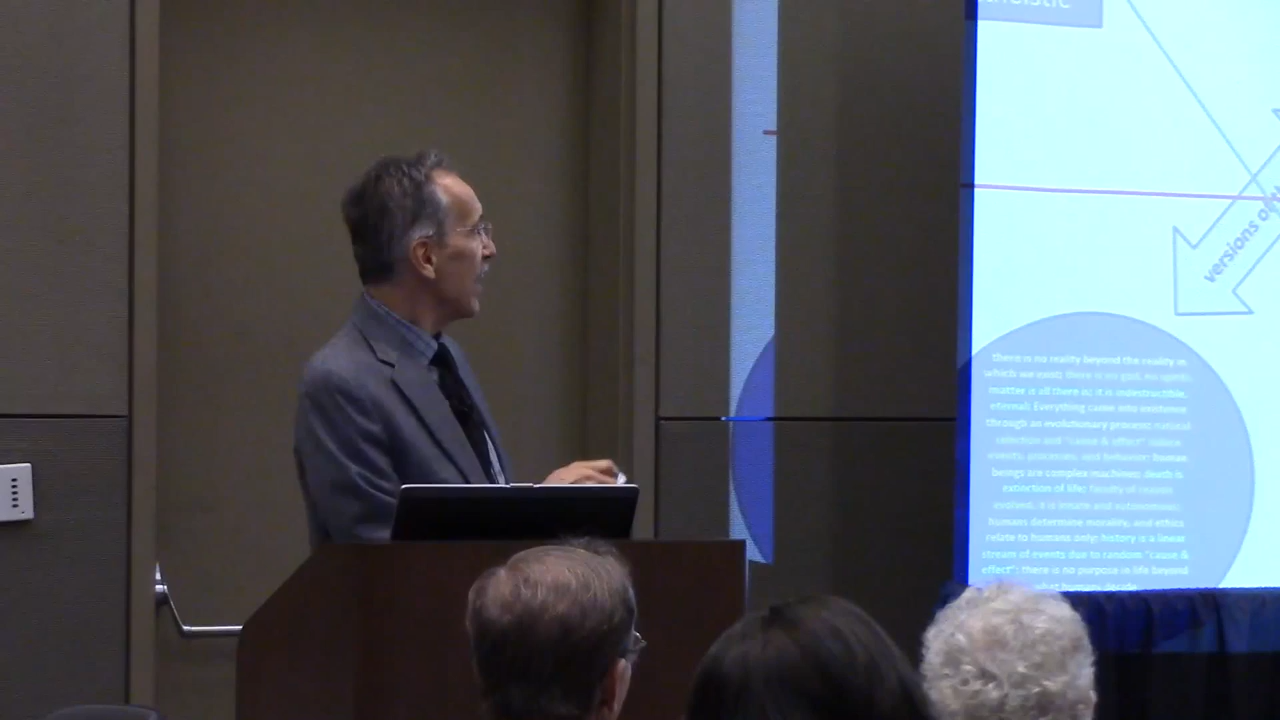 theistic
versions of
there is no reality beyond the reality in
which we exist; there is no god, no spirit,
matter is all there is; it is indestructible,
eternal; Everything came into existence
through an evolutionary process; natural
selection and "cause & effect" 
events, processes, and behavior; human
beings are complex machines; death is
extinction of life; faculty of reason
evolved, it is innate and autonomous;
humans determine morality, and ethics
relate to humans only; history is a linear
stream of events due to random "cause &
effect"; there is no purpose in life beyond
what humans decide